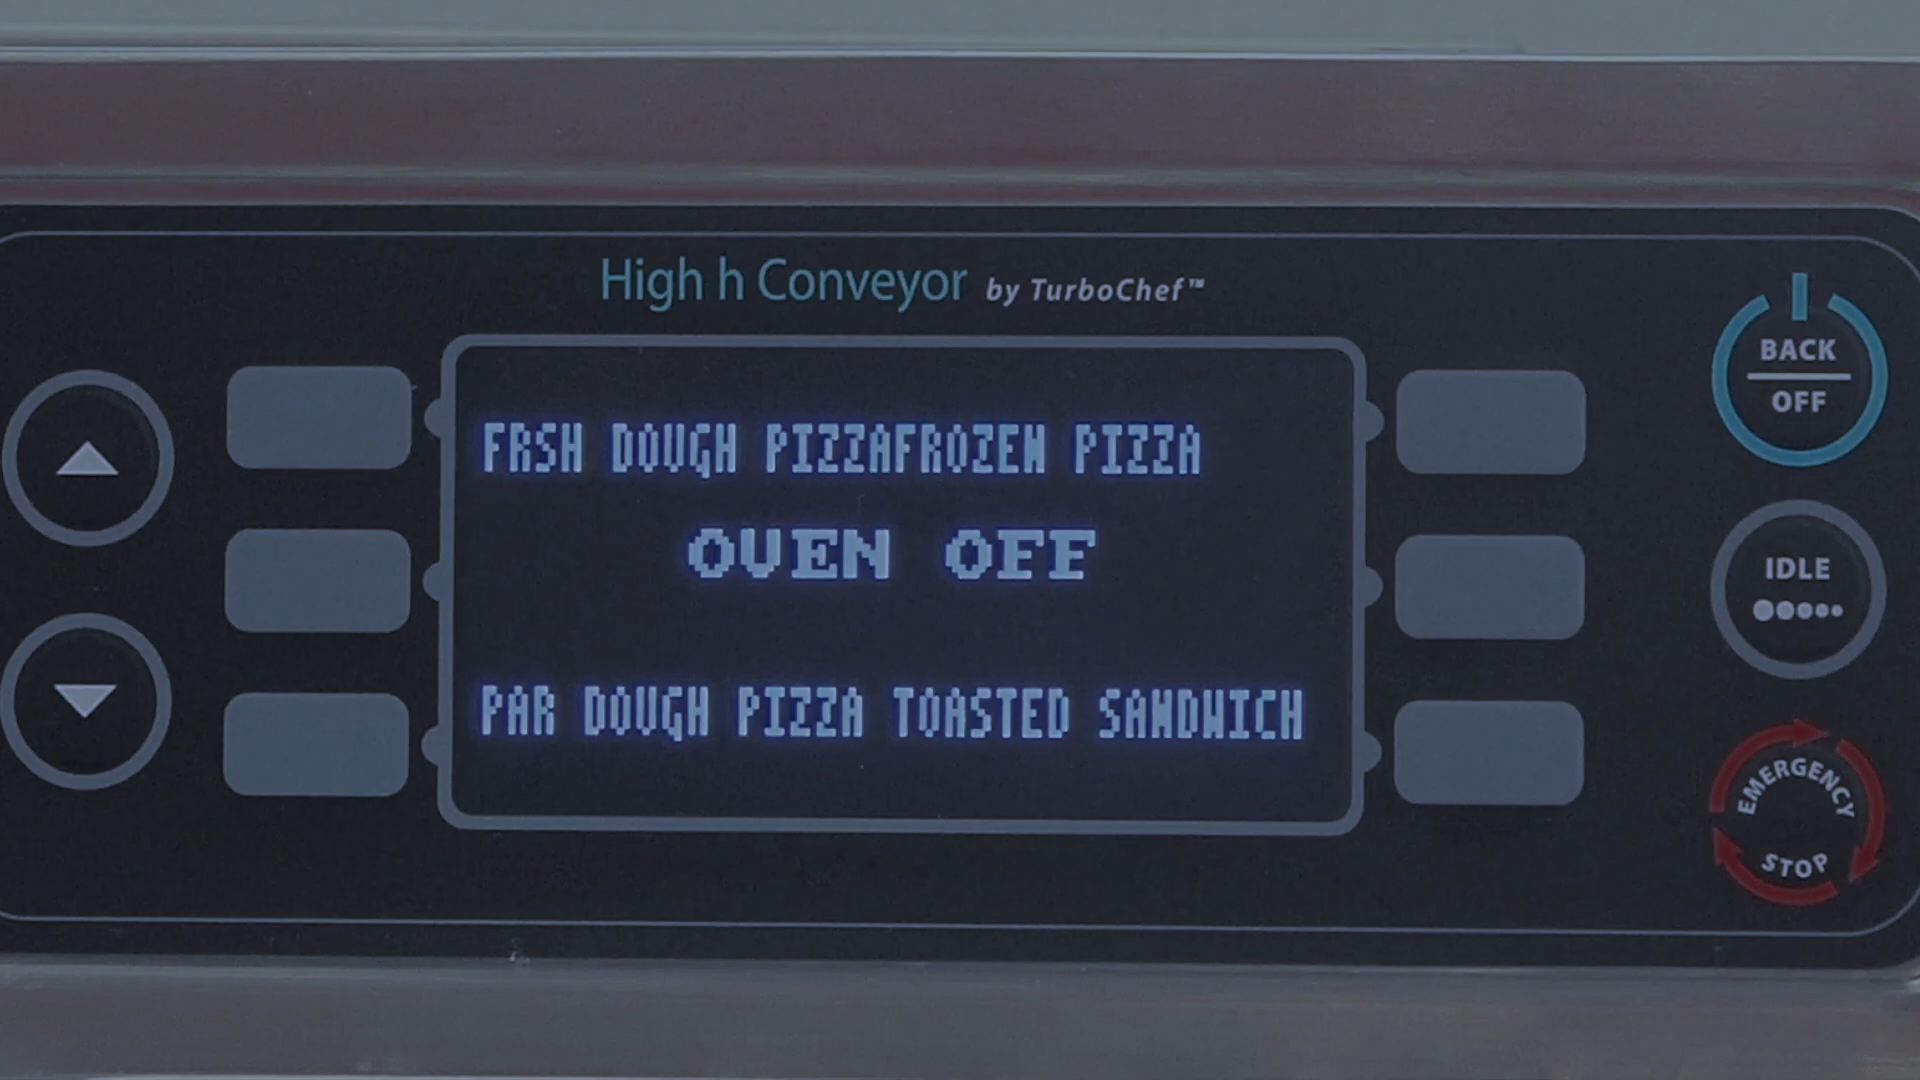 High h Conveyor by TurboChef™
BACK
OFF
FRSH DOUGH PIZZAFROZEN PIZZA
OVEN OFF
IDLE
PAR DOUGH PIZZA TOASTED SANDWICH
EMERGENCY
STOP